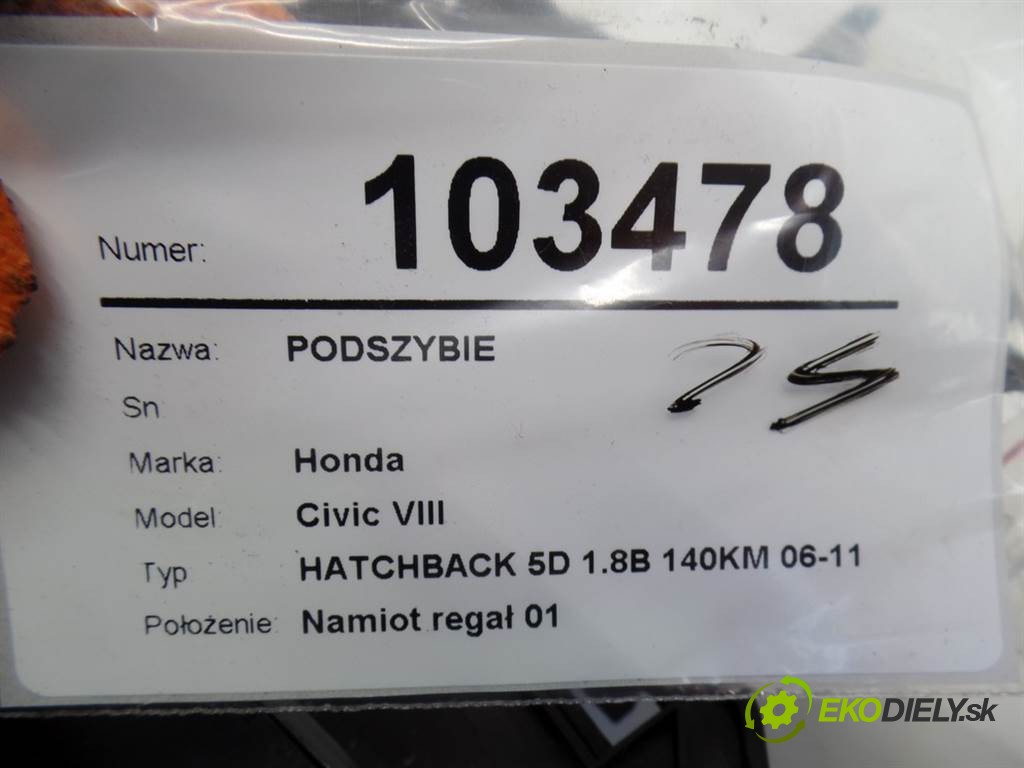 Numer: 103478
Nazwa: PODSZYBIE
25
Sn
Marka: Honda
Model: Civic VIII
Typ HATCHBACK 5D 1.8B 140KM 06-11
Położenie: Namiot regał 01
EKODIELY.sk